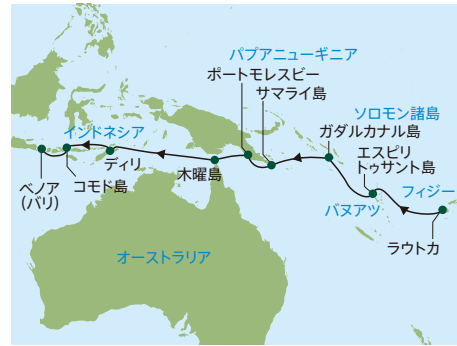 パプアニューギニア
ポートモレスビー
サマライ島
ソロモン諸島
ガダルカナル島
エスピリ
トゥサント島
フィジー
バヌアツ
ラウトカ
インドネシア
ディリ
木曜島
コモド島
ベノア
(バリ)
オーストラリア